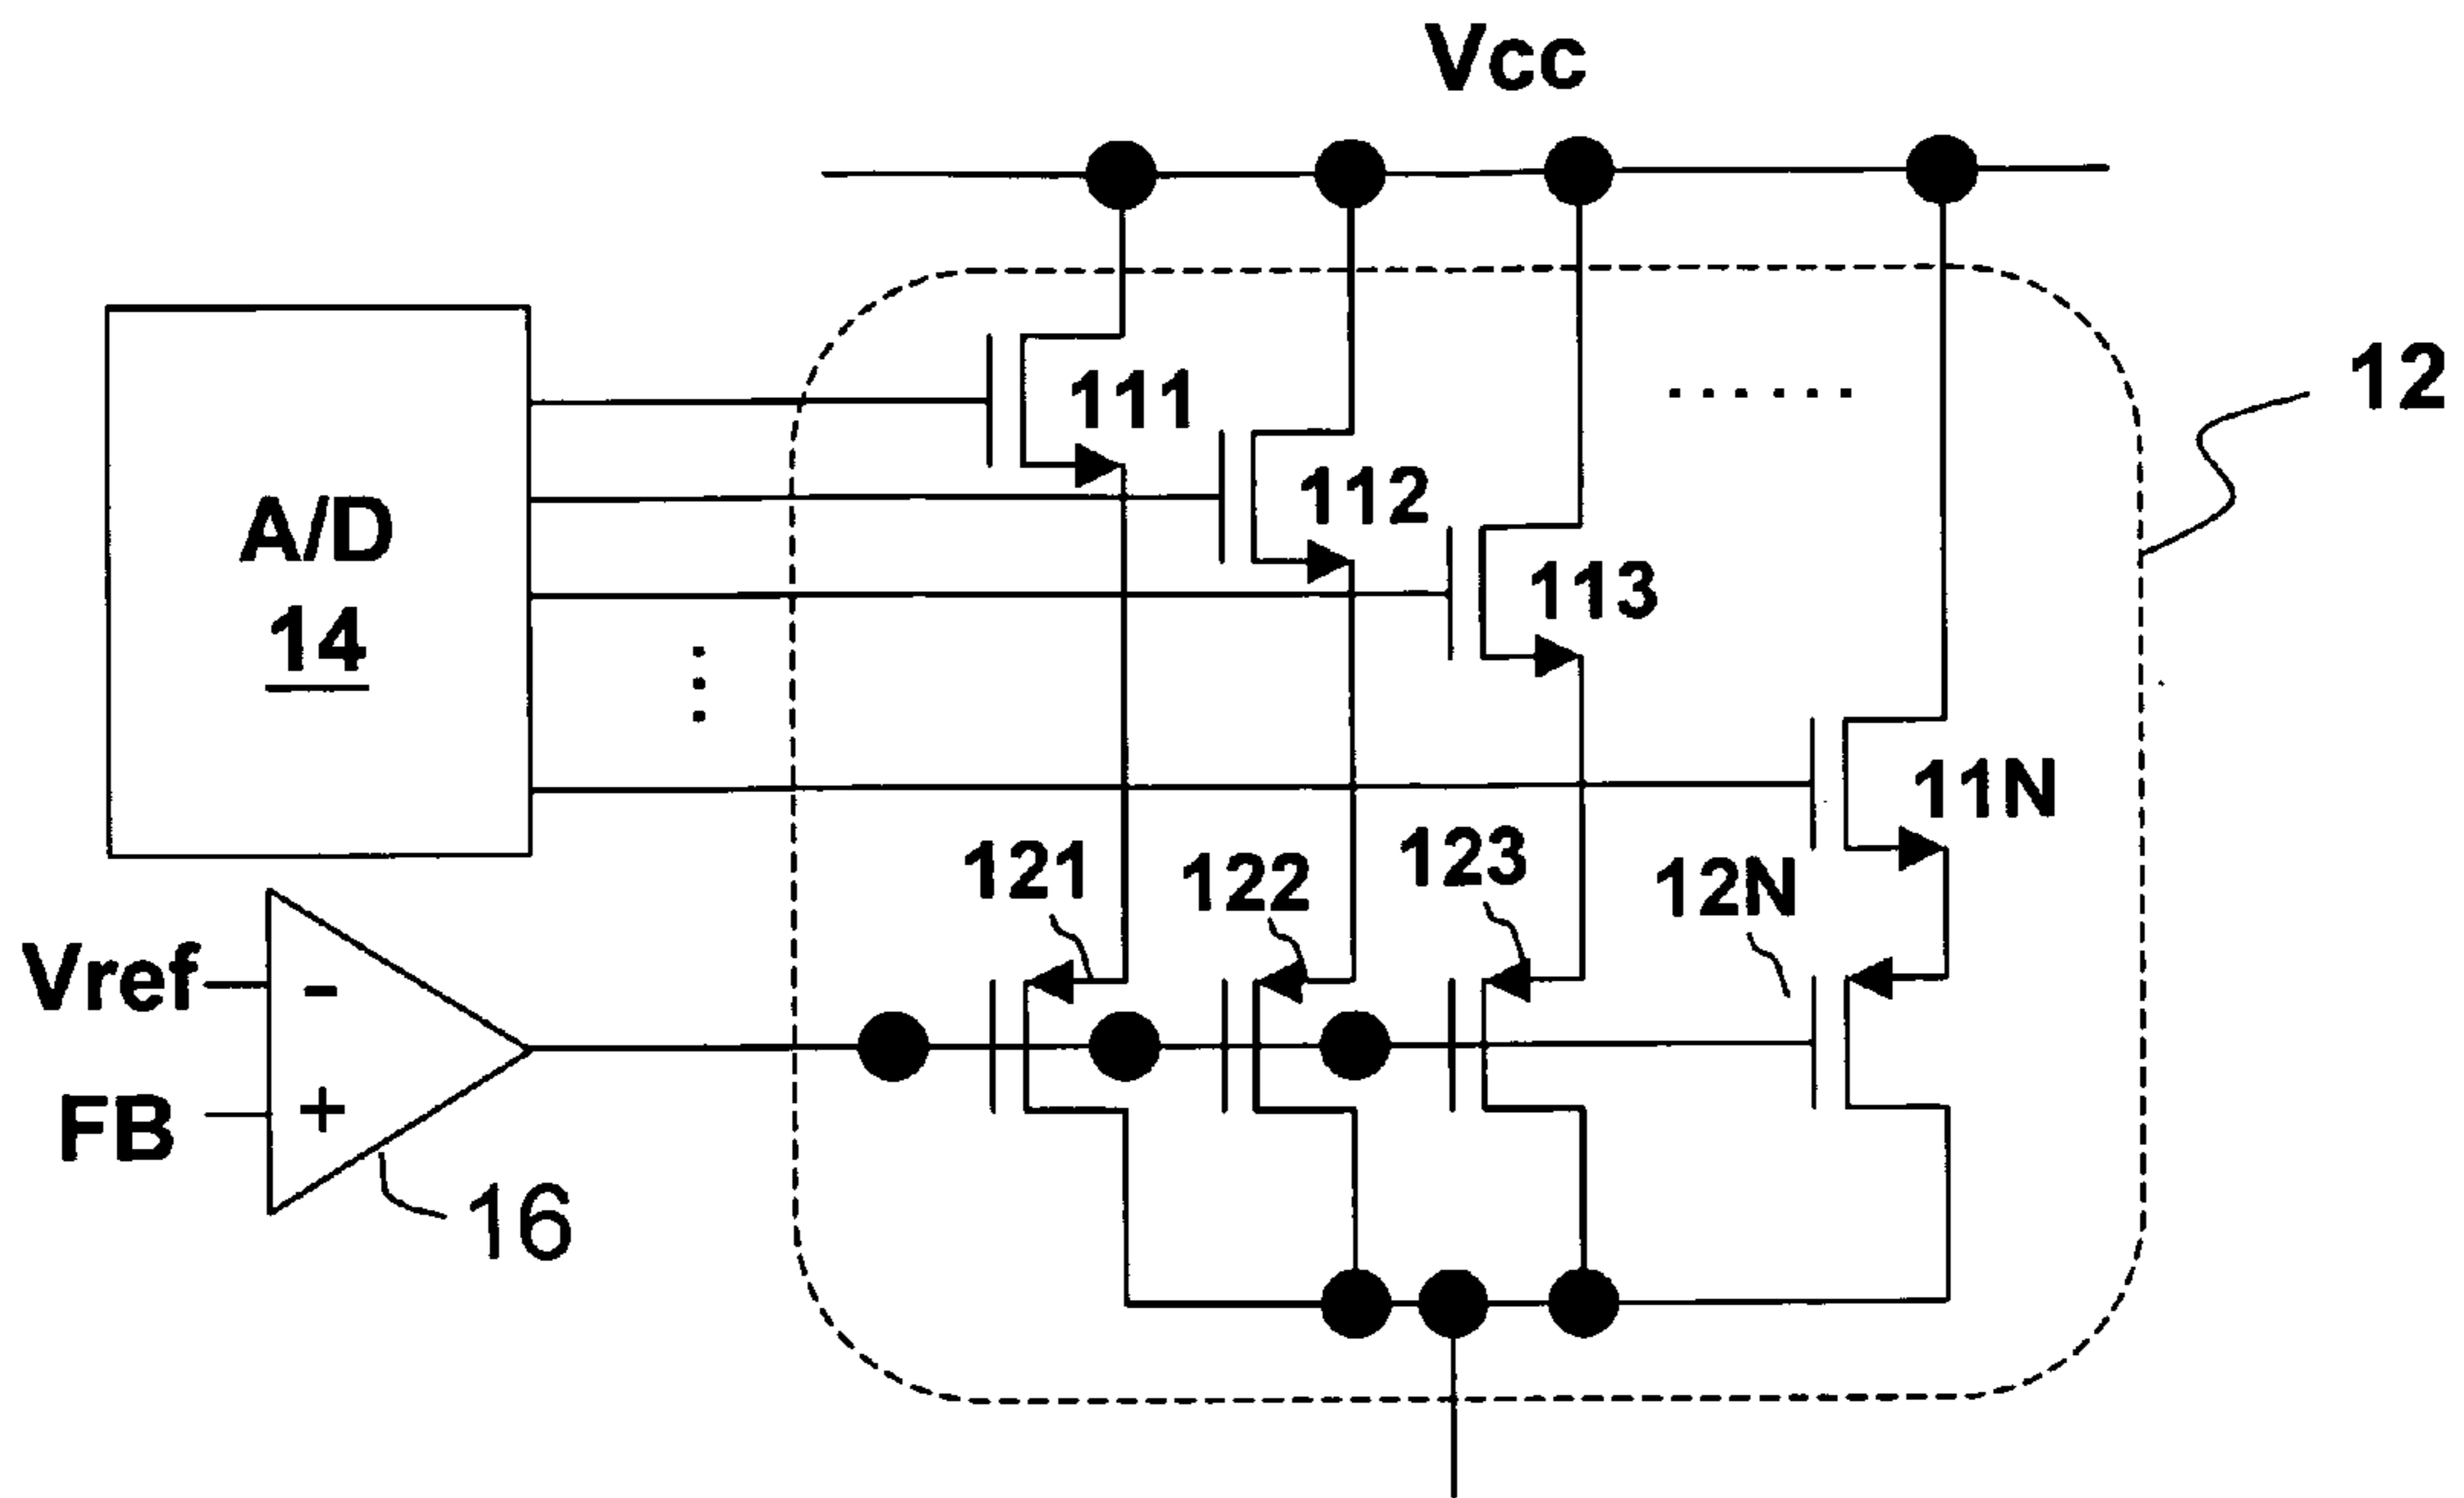 Vcc
12
111
......
A/D
14
112
113
11N
121
122
123
12N
Vref
-
FB
+
16